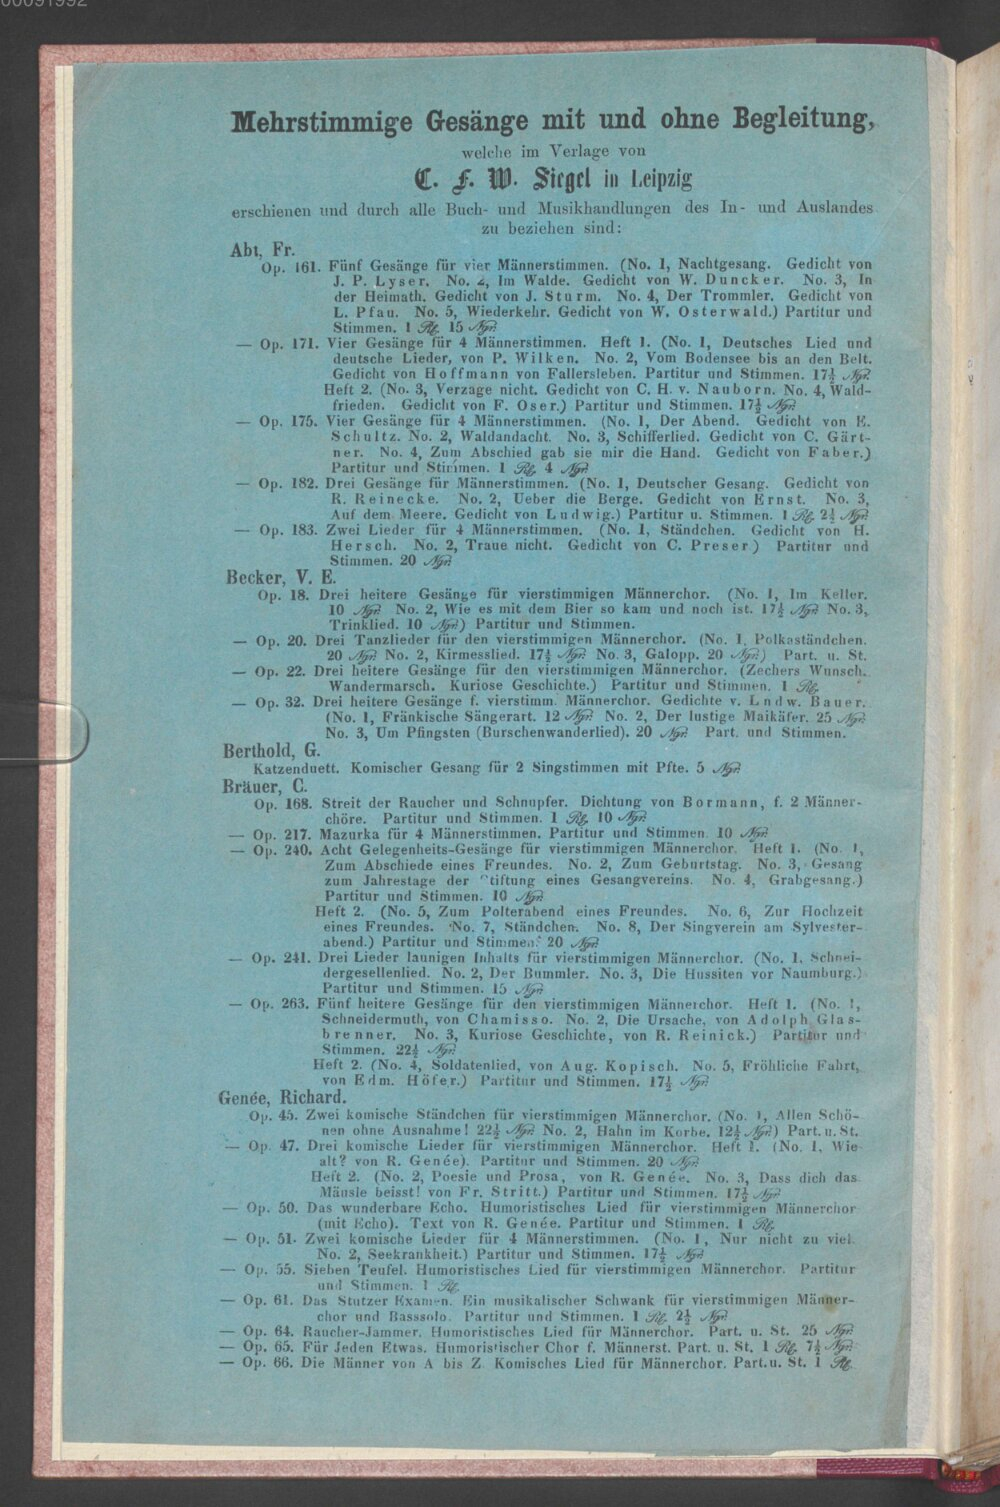 00091992
Mehrstimmige Gesänge mit und ohne Begleitung,
welche im Verlage von
C. F. W. Siegel in Leipzig
erschienen und durch alle Buch- und Musikhandlungen des In- und Auslandes
zu beziehen sind:
Abt, Fr.
Op. 161. Fünf Gesänge für vier Männerstimmen. (No. 1, Nachtgesang. Gedicht von
J. P. Lyser. No. 2, Im Walde. Gedicht von W. Duncker. No. 3, In
der Heimath. Gedicht von J. Sturm. No. 4, Der Trommler. Gedicht von
L. Pfau. No. 5, Wiederkehr. Gedicht von W. Osterwald.) Partitur und
Stimmen. 1 Rℓ. 15 Ngr.
— Op. 171. Vier Gesänge für 4 Männerstimmen. Heft 1. (No. 1, Deutsches Lied und
deutsche Lieder, von P. Wilken. No. 2, Vom Bodensee bis an den Belt.
Gedicht von Hoffmann von Fallersleben. Partitur und Stimmen. 17½ Ngr.
Heft 2. (No. 3, Verzage nicht. Gedicht von C. H. v. Nauborn. No. 4, Wald-
frieden. Gedicht von F. Oser.) Partitur und Stimmen. 17½ Ngr.
— Op. 175. Vier Gesänge für 4 Männerstimmen. (No. 1, Der Abend. Gedicht von E.
Schultz. No. 2, Waldandacht. No. 3, Schifferlied. Gedicht von C. Gärt-
ner. No. 4, Zum Abschied gab sie mir die Hand. Gedicht von Faber.)
Partitur und Stimmen. 1 Rℓ. 4 Ngr.
— Op. 182. Drei Gesänge für Männerstimmen. (No. 1, Deutscher Gesang. Gedicht von
R. Reinecke. No. 2, Ueber die Berge. Gedicht von Ernst. No. 3,
Auf dem Meere. Gedicht von Ludwig.) Partitur u. Stimmen. 1 Rℓ. 2½ Ngr.
— Op. 183. Zwei Lieder für 4 Männerstimmen. (No. 1, Ständchen. Gedicht von H.
Hersch. No. 2, Traue nicht. Gedicht von C. Preser) Partitur und
Stimmen. 20 Ngr.
Becker, V. E.
Op. 18. Drei heitere Gesänge für vierstimmigen Männerchor. (No. 1, Im Keller.
10 Ngr. No. 2, Wie es mit dem Bier so kam und noch ist. 17½ Ngr. No. 3,
Trinklied. 10 Ngr.) Partitur und Stimmen.
— Op. 20. Drei Tanzlieder für den vierstimmigen Männerchor. (No. 1, Polkaständchen.
20 Ngr. No. 2, Kirmesslied. 17½ Ngr. No. 3, Galopp. 20 Ngr.) Part. u. St.
— Op. 22. Drei heitere Gesänge für den vierstimmigen Männerchor. (Zechers Wunsch.
Wandermarsch. Kuriose Geschichte.) Partitur und Stimmen. 1 Rℓ.
— Op. 32. Drei heitere Gesänge f. vierstimm. Männerchor. Gedichte v. Ludw. Bauer.
(No. 1, Fränkische Sängerart. 12 Ngr. No. 2, Der lustige Maikäfer. 25 Ngr.
No. 3, Um Pfingsten (Burschenwanderlied). 20 Ngr. Part. und Stimmen.
Berthold, G.
Katzenduett. Komischer Gesang für 2 Singstimmen mit Pfte. 5 Ngr.
Bräuer, C.
Op. 168. Streit der Raucher und Schnupfer. Dichtung von Bormann, f. 2 Männer-
chöre. Partitur und Stimmen. 1 Rℓ. 10 Ngr.
— Op. 217. Mazurka für 4 Männerstimmen. Partitur und Stimmen. 10 Ngr.
— Op. 240. Acht Gelegenheits-Gesänge für vierstimmigen Männerchor. Heft 1. (No. 1,
Zum Abschiede eines Freundes. No. 2, Zum Geburtstag. No. 3, Gesang
zum Jahrestage der Stiftung eines Gesangvereins. No. 4, Grabgesang.)
Partitur und Stimmen. 10 Ngr.
Heft 2. (No. 5, Zum Polterabend eines Freundes. No. 6, Zur Hochzeit
eines Freundes. No. 7, Ständchen. No. 8, Der Singverein am Sylvester-
abend.) Partitur und Stimmen. 20 Ngr.
— Op. 241. Drei Lieder launigen Inhalts für vierstimmigen Männerchor. (No. 1, Schnei-
dergesellenlied. No. 2, Der Bummler. No. 3, Die Hussiten vor Naumburg.)
Partitur und Stimmen. 15 Ngr.
— Op. 263. Fünf heitere Gesänge für den vierstimmigen Männerchor. Heft 1. (No. 1,
Schneidermuth, von Chamisso. No. 2, Die Ursache, von Adolph Glas-
brenner. No. 3, Kuriose Geschichte, von R. Reinick.) Partitur und
Stimmen. 22½ Ngr.
Heft 2. (No. 4, Soldatenlied, von Aug. Kopisch. No. 5, Fröhliche Fahrt,
von Edm. Höfer.) Partitur und Stimmen. 17½ Ngr.
Genée, Richard.
Op. 45. Zwei komische Ständchen für vierstimmigen Männerchor. (No. 1, Allen Schö-
nen ohne Ausnahme! 22½ Ngr. No. 2, Hahn im Korbe. 12½ Ngr.) Part. u. St.
— Op. 47. Drei komische Lieder für vierstimmigen Männerchor. Heft 1. (No. 1, Wie
alt? von R. Genée). Partitur und Stimmen. 20 Ngr.
Heft 2. (No. 2, Poesie und Prosa, von R. Genée. No. 3, Dass dich das
Mäusle beisst! von Fr. Stritt.) Partitur und Stimmen. 17½ Ngr.
— Op. 50. Das wunderbare Echo. Humoristisches Lied für vierstimmigen Männerchor
(mit Echo). Text von R. Genée. Partitur und Stimmen. 1 Rℓ.
— Op. 51. Zwei komische Lieder für 4 Männerstimmen. (No. 1, Nur nicht zu viel.
No. 2, Seekrankheit.) Partitur und Stimmen. 17½ Ngr.
— Op. 55. Sieben Teufel. Humoristisches Lied für vierstimmigen Männerchor. Partitur
und Stimmen. 1 Rℓ.
— Op. 61. Das Stutzer Examen. Ein musikalischer Schwank für vierstimmigen Männer-
chor und Basssolo. Partitur und Stimmen. 1 Rℓ. 2½ Ngr.
— Op. 64. Raucher-Jammer. Humoristisches Lied für Männerchor. Part. u. St. 25 Ngr.
— Op. 65. Für Jeden Etwas. Humoristischer Chor f. Männerst. Part. u. St. 1 Rℓ. 7½ Ngr.
— Op. 66. Die Männer von A bis Z. Komisches Lied für Männerchor. Part. u. St. 1 Rℓ.